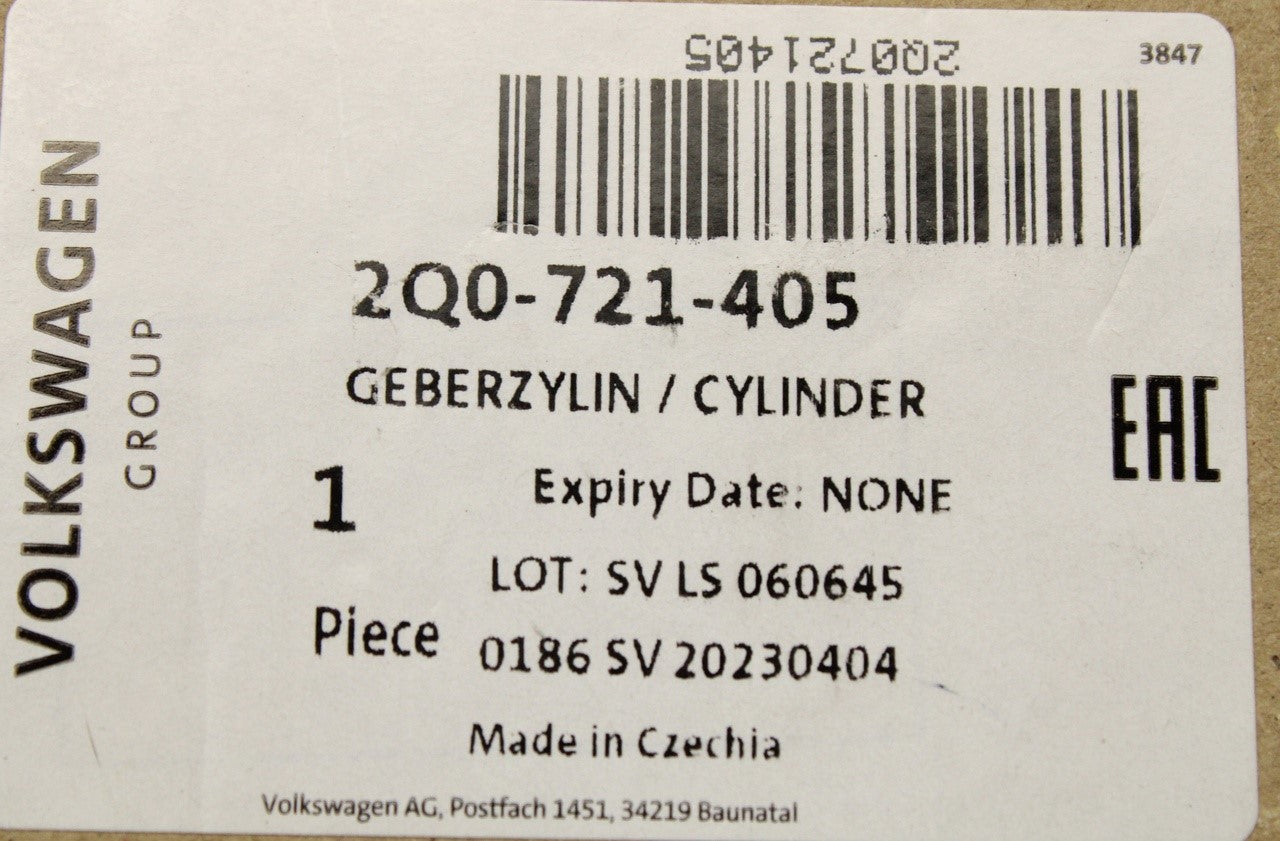 2Q0721405
3847
2Q0-721-405
GEBERZYLIN / CYLINDER
EAC
1
Expiry Date: NONE
LOT: SV LS 060645
Piece
0186 SV 20230404
Made in Czechia
Volkswagen AG, Postfach 1451, 34219 Baunatal
VOLKSWAGEN
GROUP